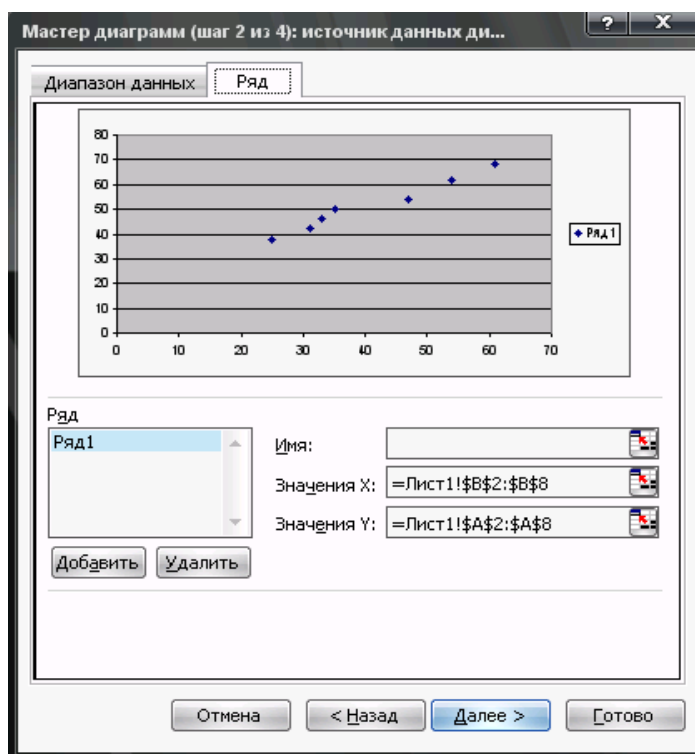 Мастер диаграмм (шаг 2 из 4): источник данных ди...
? X
Диапазон данных Ряд
80
70
60
50
40
30
20
10
0
0 10 20 30 40 50 60 70
Ряд1
Ряд
Ряд1
Имя:
Значения X: =Лист1!$B$2:$B$8
Значения Y: =Лист1!$A$2:$A$8
Добавить Удалить
Отмена < Назад Далее > Готово